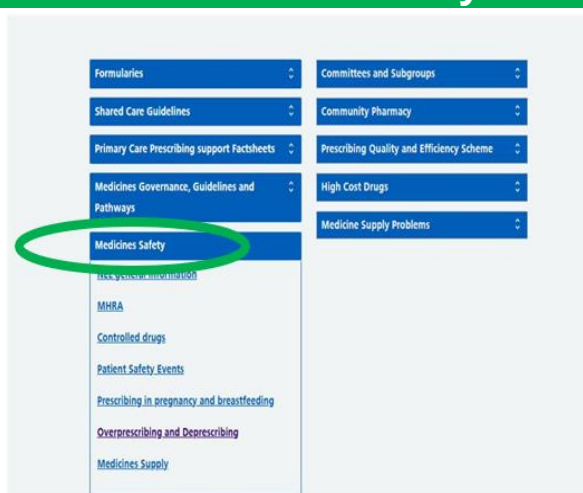 Formularies
Shared Care Guidelines
Primary Care Prescribing support Factsheets
Medicines Governance, Guidelines and
Pathways
Medicines Safety
general information
MHRA
Controlled drugs
Patient Safety Events
Prescribing in pregnancy and breastfeeding
Overprescribing and Deprescribing
Medicines Supply
Committees and Subgroups
Community Pharmacy
Prescribing Quality and Efficiency Scheme
High Cost Drugs
Medicine Supply Problems